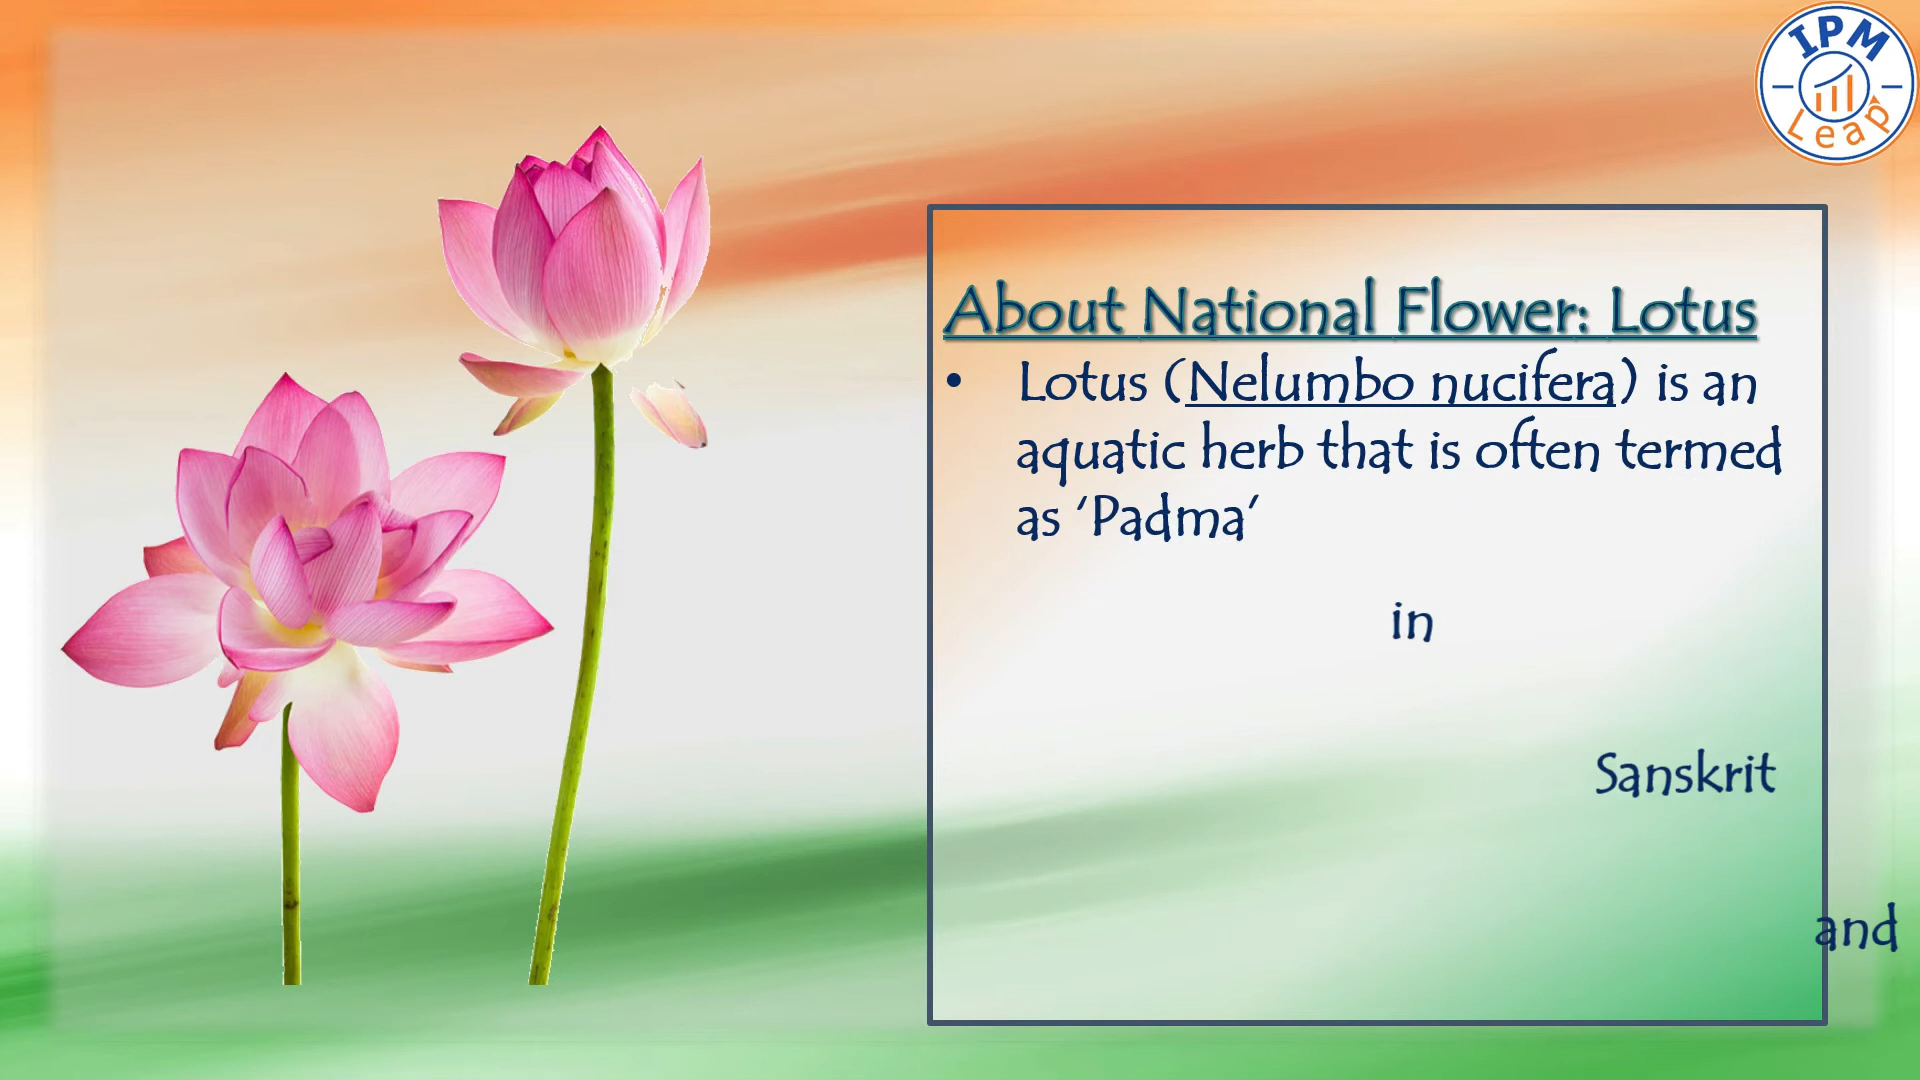 IPM
Leap
About National Flower: Lotus
• Lotus (Nelumbo nucifera) is an
aquatic herb that is often termed
as ‘Padma’
in
Sanskrit
and